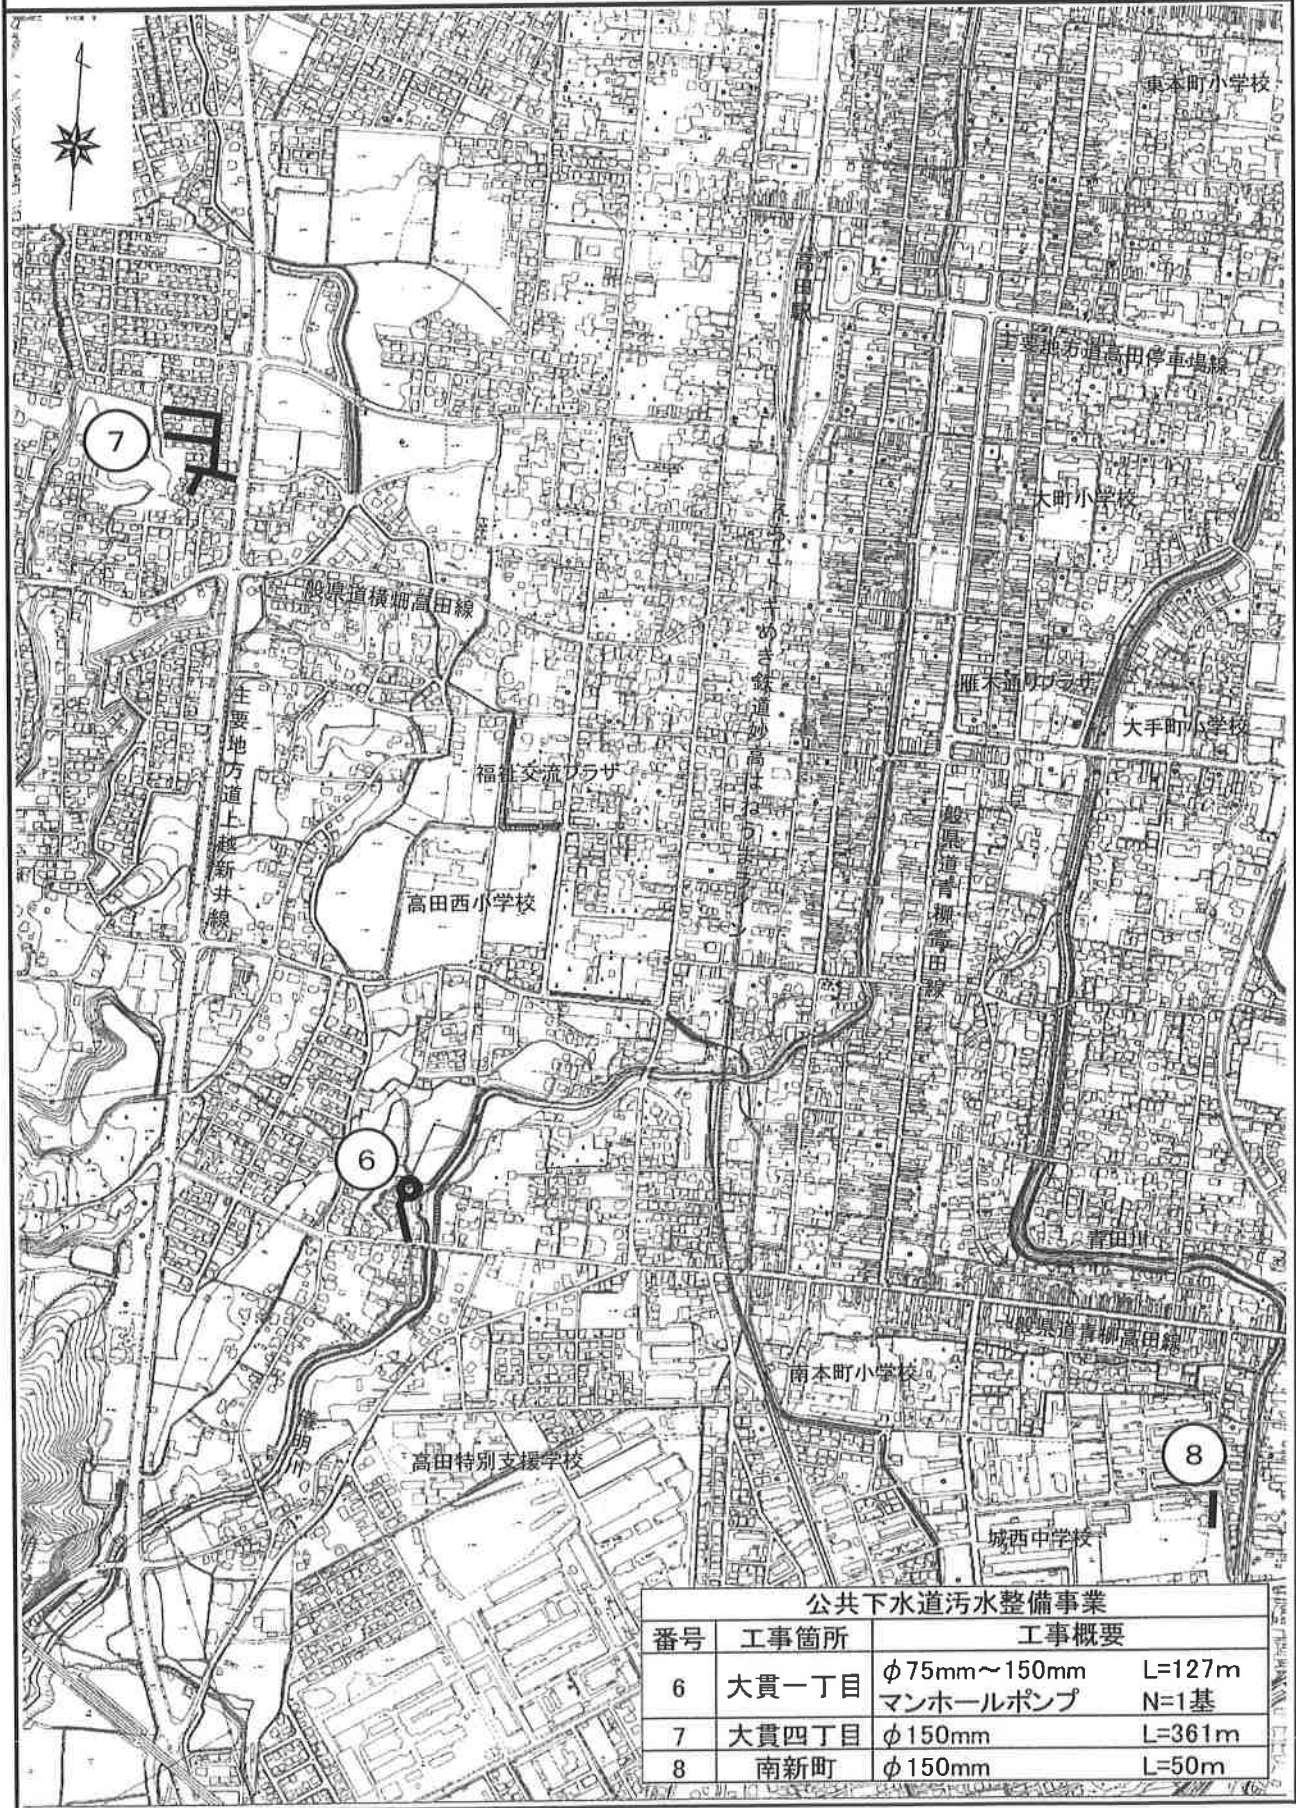 東本町小学校
高田駅
主要地方道高田停車場線
7
大町小学校
えちごトキめき鉄道妙高はねうまライン
般県道横畑高田線
雁木通りプラザ
大手町小学校
主要地方道上越新井線
福祉交流プラザ
一般県道青柳高田線
高田西小学校
6
青田川
般県道青柳高田線
南本町小学校
儀明川
高田特別支援学校
8
城西中学校
公共下水道汚水整備事業
番号 工事箇所 工事概要
6 大貫一丁目 φ75mm～150mm L=127m
マンホールポンプ N=1基
7 大貫四丁目 φ150mm L=361m
8 南新町 φ150mm L=50m